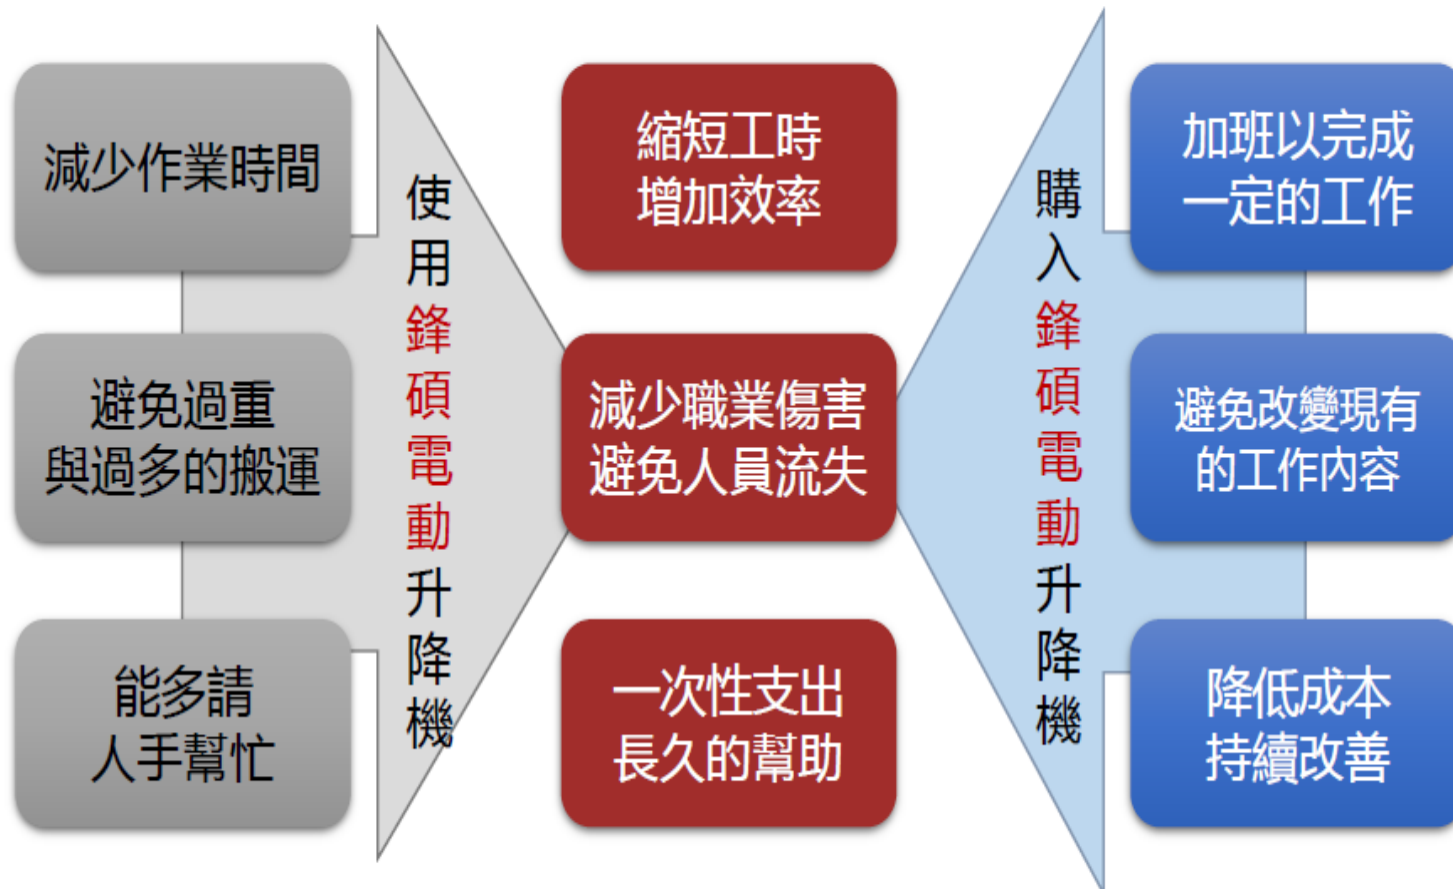 減少作業時間
避免過重
與過多的搬運
能多請
人手幫忙
使用鋒碩電動升降機
縮短工時
增加效率
減少職業傷害
避免人員流失
一次性支出
長久的幫助
購入鋒碩電動升降機
加班以完成
一定的工作
避免改變現有
的工作內容
降低成本
持續改善